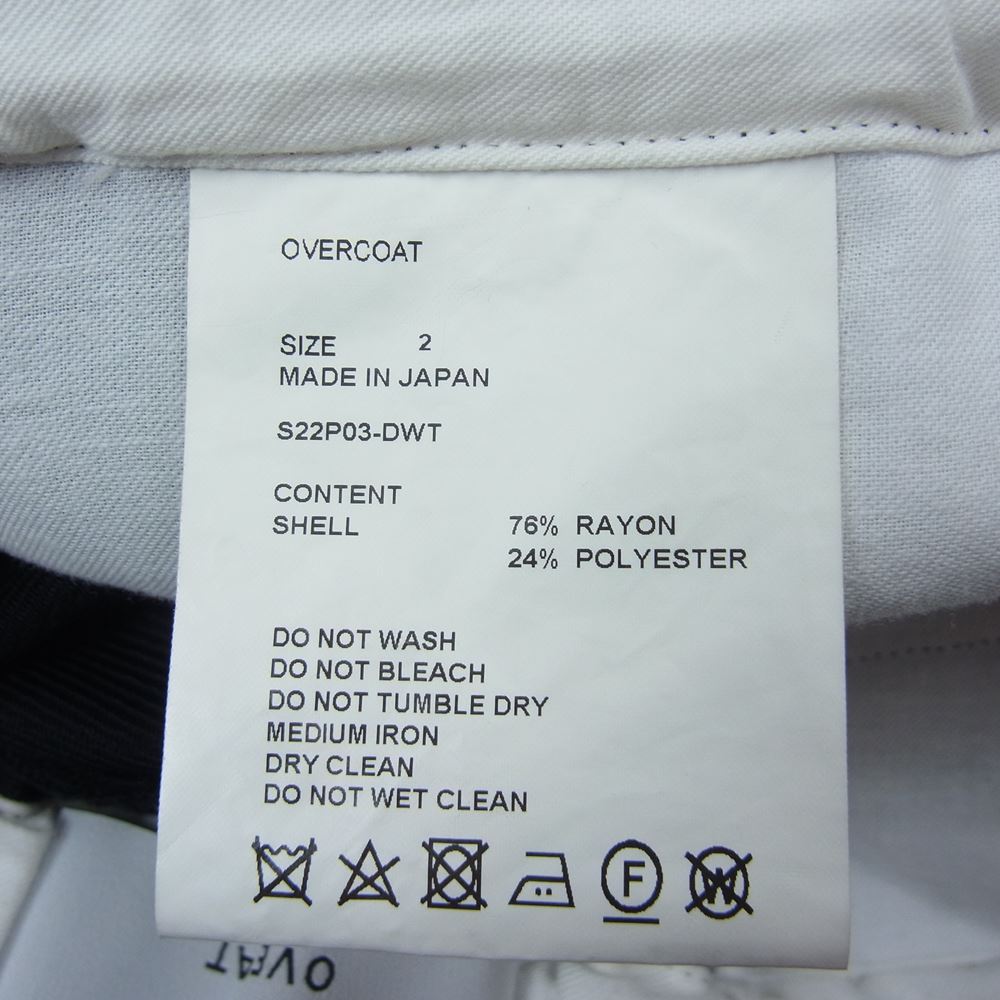 OVERCOAT
SIZE 2
MADE IN JAPAN
S22P03-DWT
CONTENT
SHELL 76% RAYON
24% POLYESTER
DO NOT WASH
DO NOT BLEACH
DO NOT TUMBLE DRY
MEDIUM IRON
DRY CLEAN
DO NOT WET CLEAN
F W